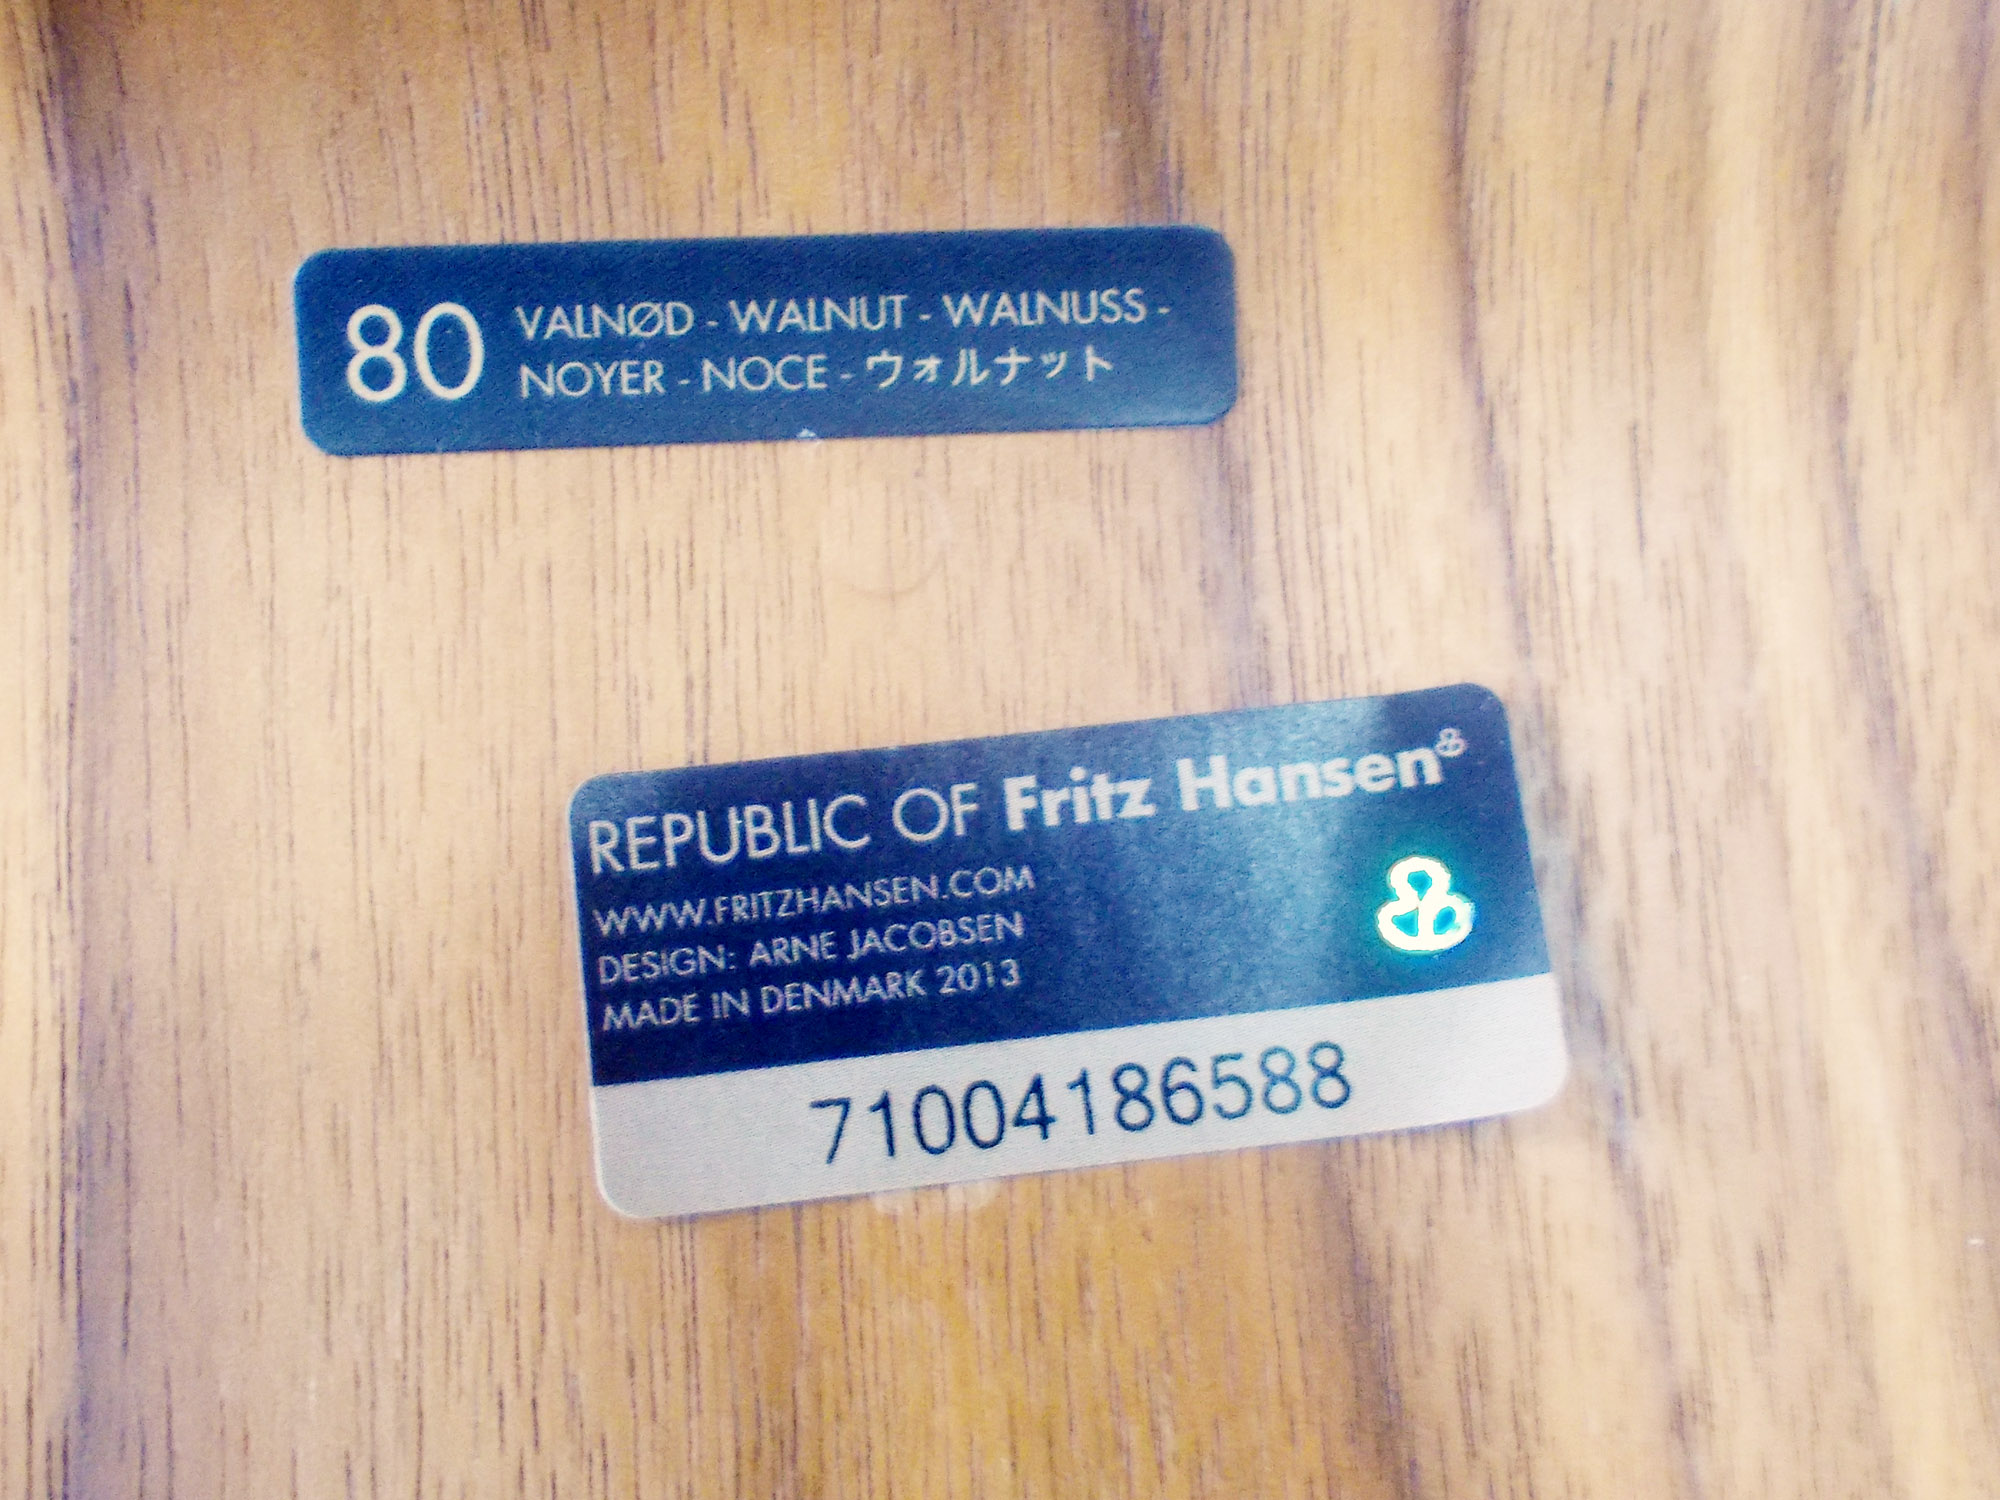 80 VALNØD - WALNUT - WALNUSS -
NOYER - NOCE - ウォルナット
REPUBLIC OF Fritz Hansen
WWW.FRITZHANSEN.COM
DESIGN: ARNE JACOBSEN
MADE IN DENMARK 2013
71004186588